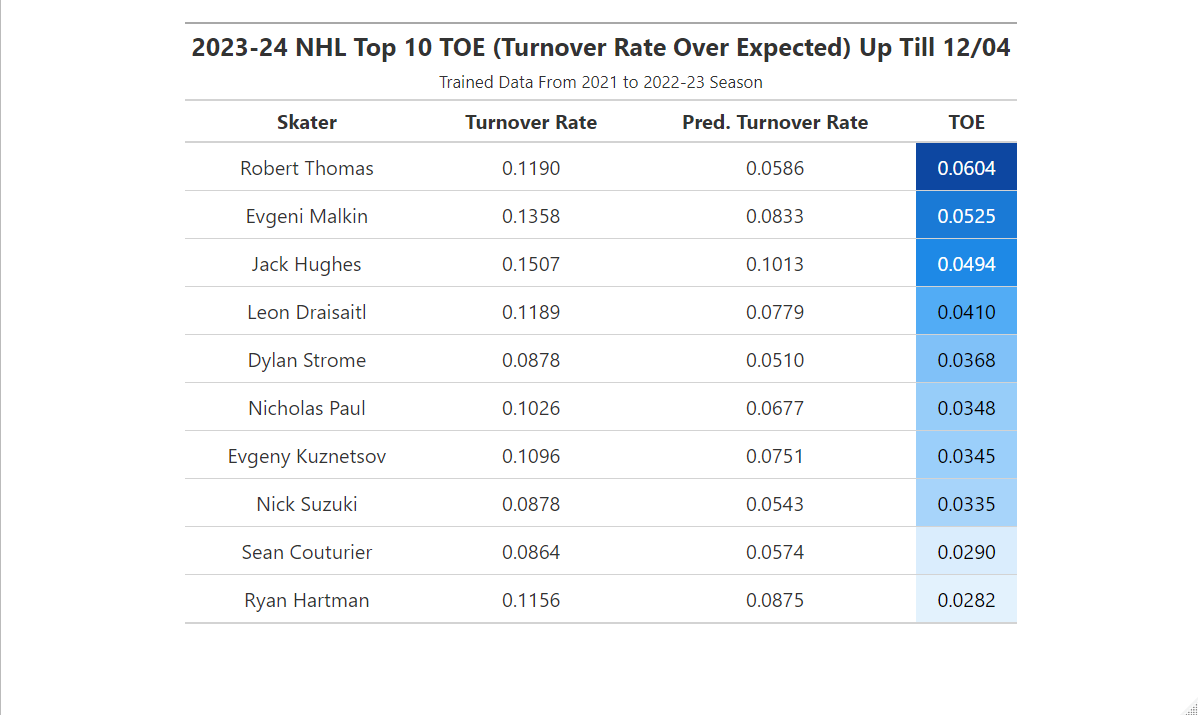 2023-24 NHL Top 10 TOE (Turnover Rate Over Expected) Up Till 12/04
Trained Data From 2021 to 2022-23 Season
Skater Turnover Rate Pred. Turnover Rate TOE
Robert Thomas 0.1190 0.0586 0.0604
Evgeni Malkin 0.1358 0.0833 0.0525
Jack Hughes 0.1507 0.1013 0.0494
Leon Draisaitl 0.1189 0.0779 0.0410
Dylan Strome 0.0878 0.0510 0.0368
Nicholas Paul 0.1026 0.0677 0.0348
Evgeny Kuznetsov 0.1096 0.0751 0.0345
Nick Suzuki 0.0878 0.0543 0.0335
Sean Couturier 0.0864 0.0574 0.0290
Ryan Hartman 0.1156 0.0875 0.0282